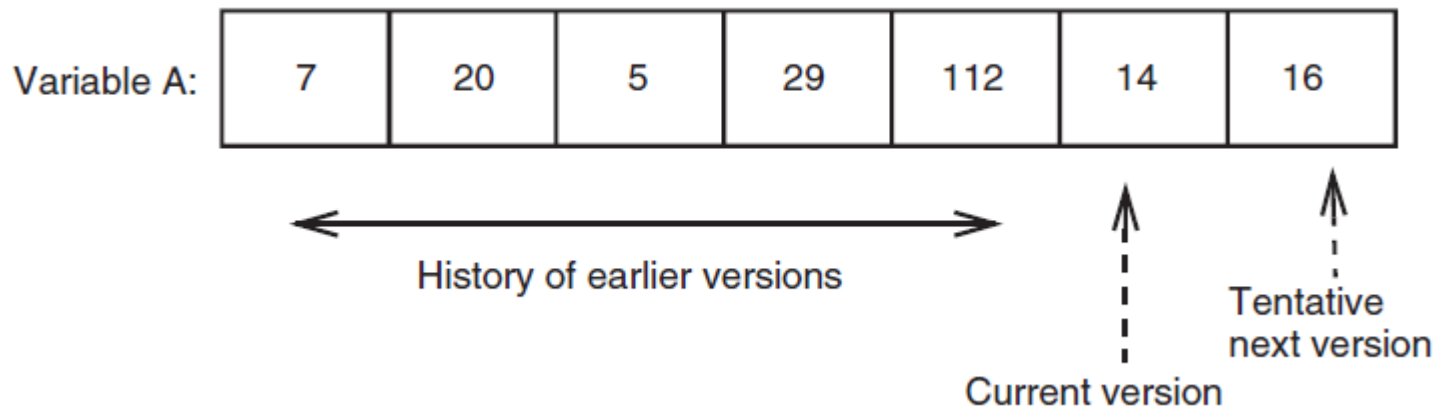 Variable A: 7 20 5 29 112 14 16
History of earlier versions
Tentative
next version
Current version